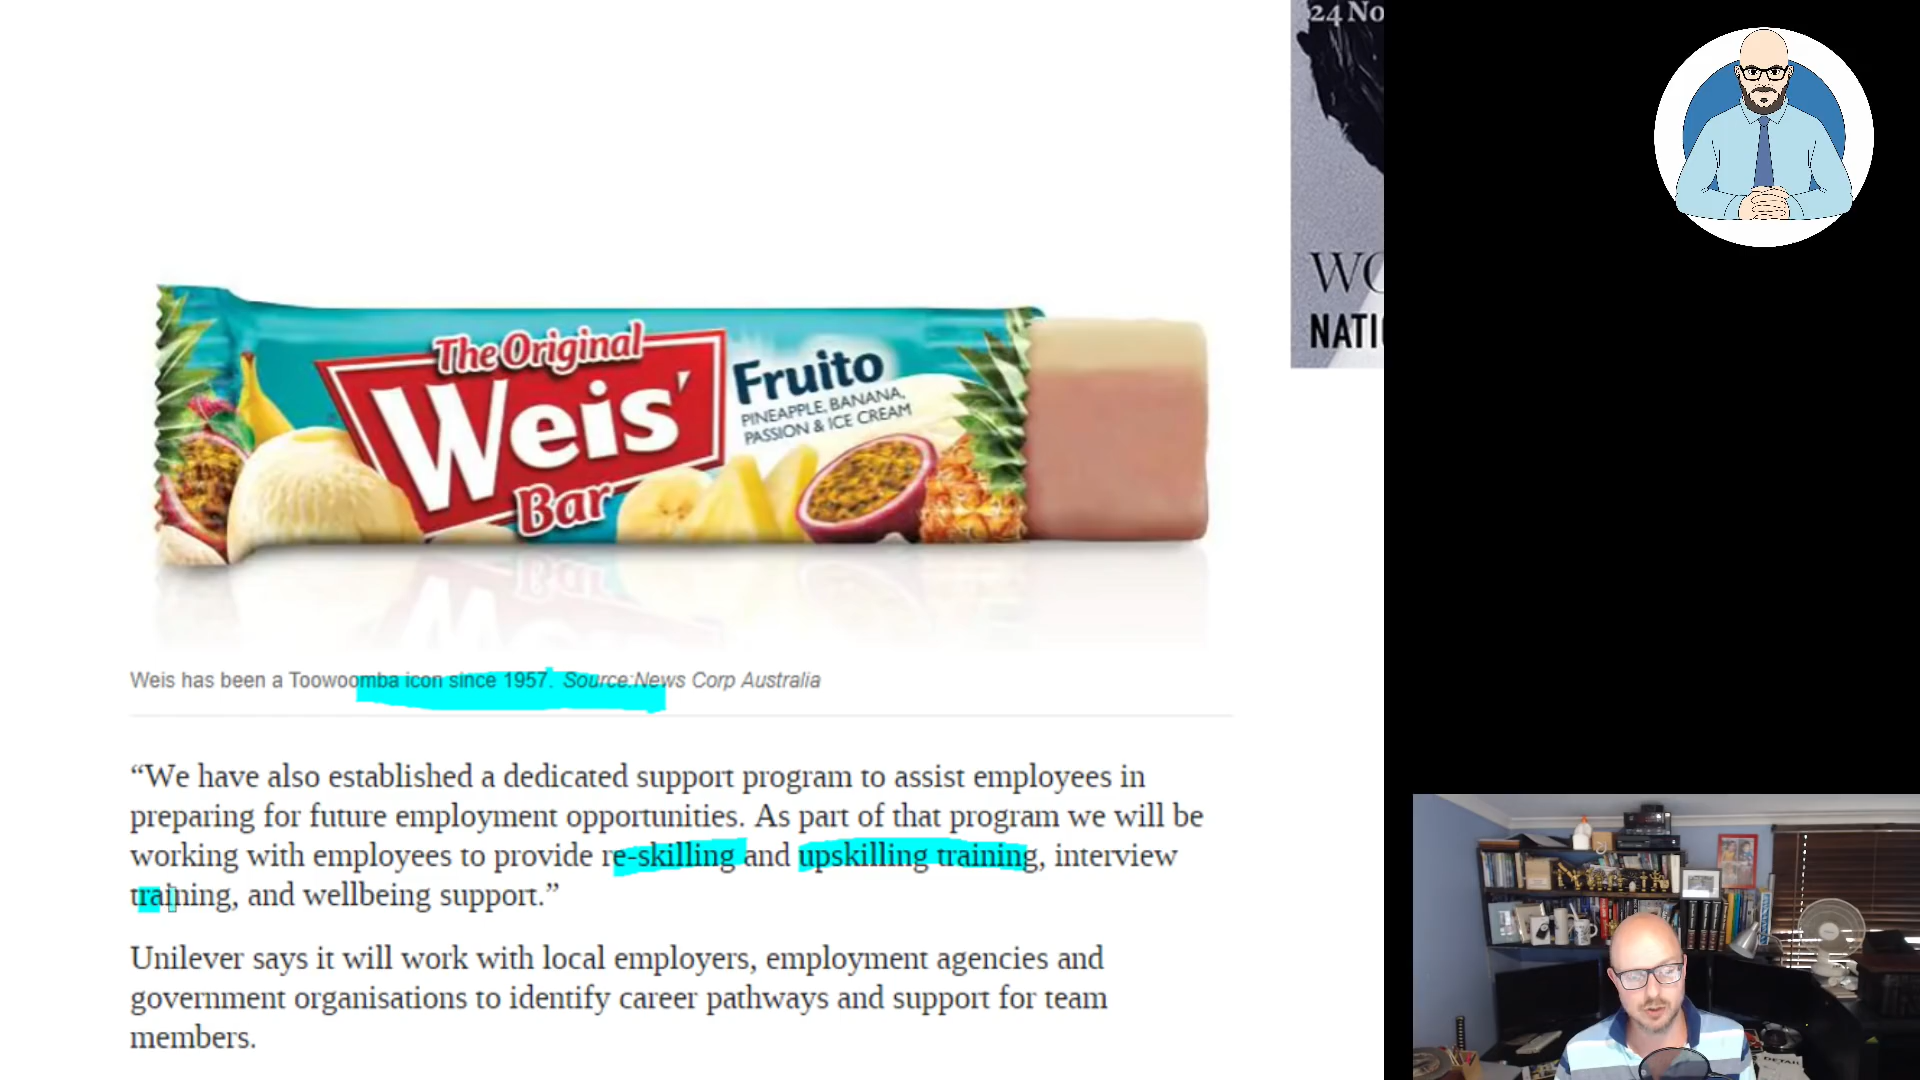 24 No
WO
NATI
The Original
Weis'
Bar
Fruito
PINEAPPLE, BANANA,
PASSION & ICE CREAM
Weis has been a Toowoomba icon since 1957. Source:News Corp Australia
“We have also established a dedicated support program to assist employees in
preparing for future employment opportunities. As part of that program we will be
working with employees to provide re-skilling and upskilling training, interview
training, and wellbeing support.”
Unilever says it will work with local employers, employment agencies and
government organisations to identify career pathways and support for team
members.
DETAIL